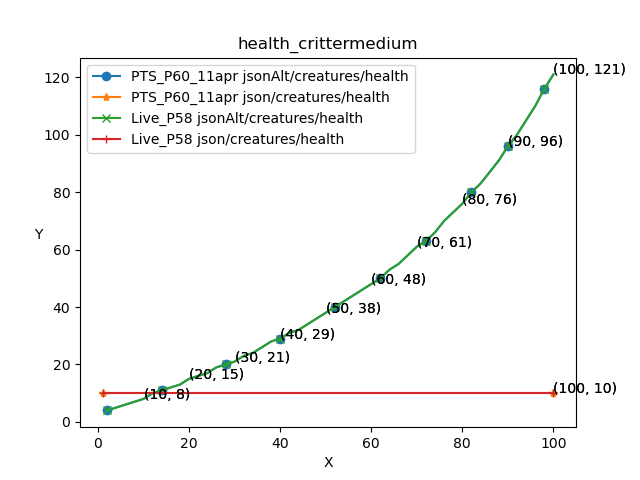 health_crittermedium
PTS_P60_11apr jsonAlt/creatures/health
PTS_P60_11apr json/creatures/health
Live_P58 jsonAlt/creatures/health
Live_P58 json/creatures/health
(100, 121)
(90, 96)
(80, 76)
(70, 61)
(60, 48)
(50, 38)
(40, 29)
(30, 21)
(20, 15)
(10, 8)
(100, 10)
Y
120
100
80
60
40
20
0
0 20 40 60 80 100
X